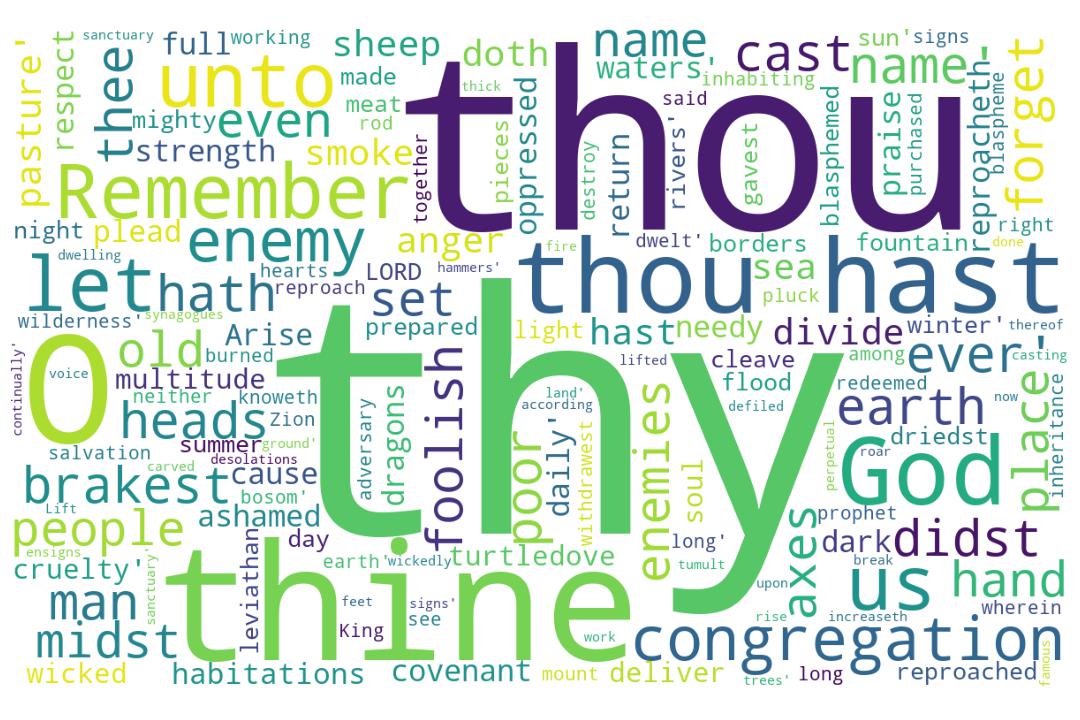 pasture'
respect
sanctuary
thee
full
working
sheep
doth
name
waters'
cast
sun'
signs
name
forget
unto
made
meat
rod
mighty
even
strength
smoke
Remember
together
thick
thou
pieces
oppressed
destroy
return
rivers'
said
inhabiting
gavest
blasphemed
praise
purchased
reproacheth'
blaspheme
right
done
night
plead
enemy
anger
fire
dwelt'
borders
fountain
dwelling
let
hath
hearts
reproach
LORD
hammers'
set
thou hast
sea
pluck
wilderness'
synagogues
Arise
prepared
light
hast
needy
divide
winter'
thereof
continually'
O
voice
old
burned
multitude
neither
knoweth
thy
foolish
lifted
cleave
among
ever'
casting
land'
according
flood
defiled
redeemed
now
heads
Zion
adversary
dragons
earth
place
inheritance
salvation
summer
ground'
desolations
carved
cause
poor
daily'
withdrawest
enemies
soul
perpetual
God
roar
driedst
brakest
bosom'
Lift
ashamed
people
day
long'
axes
prophet
dark
didst
ensigns
cruelty'
sanctuary'
leviathan
earth'
wickedly
turtledove
tumult
upon
break
us
hand
man
thine
feet
signs'
see
King
work
rise
increaseth
wherein
midst
congregation
wicked
habitations
covenant
mount
deliver
trees'
long
reproached
famous